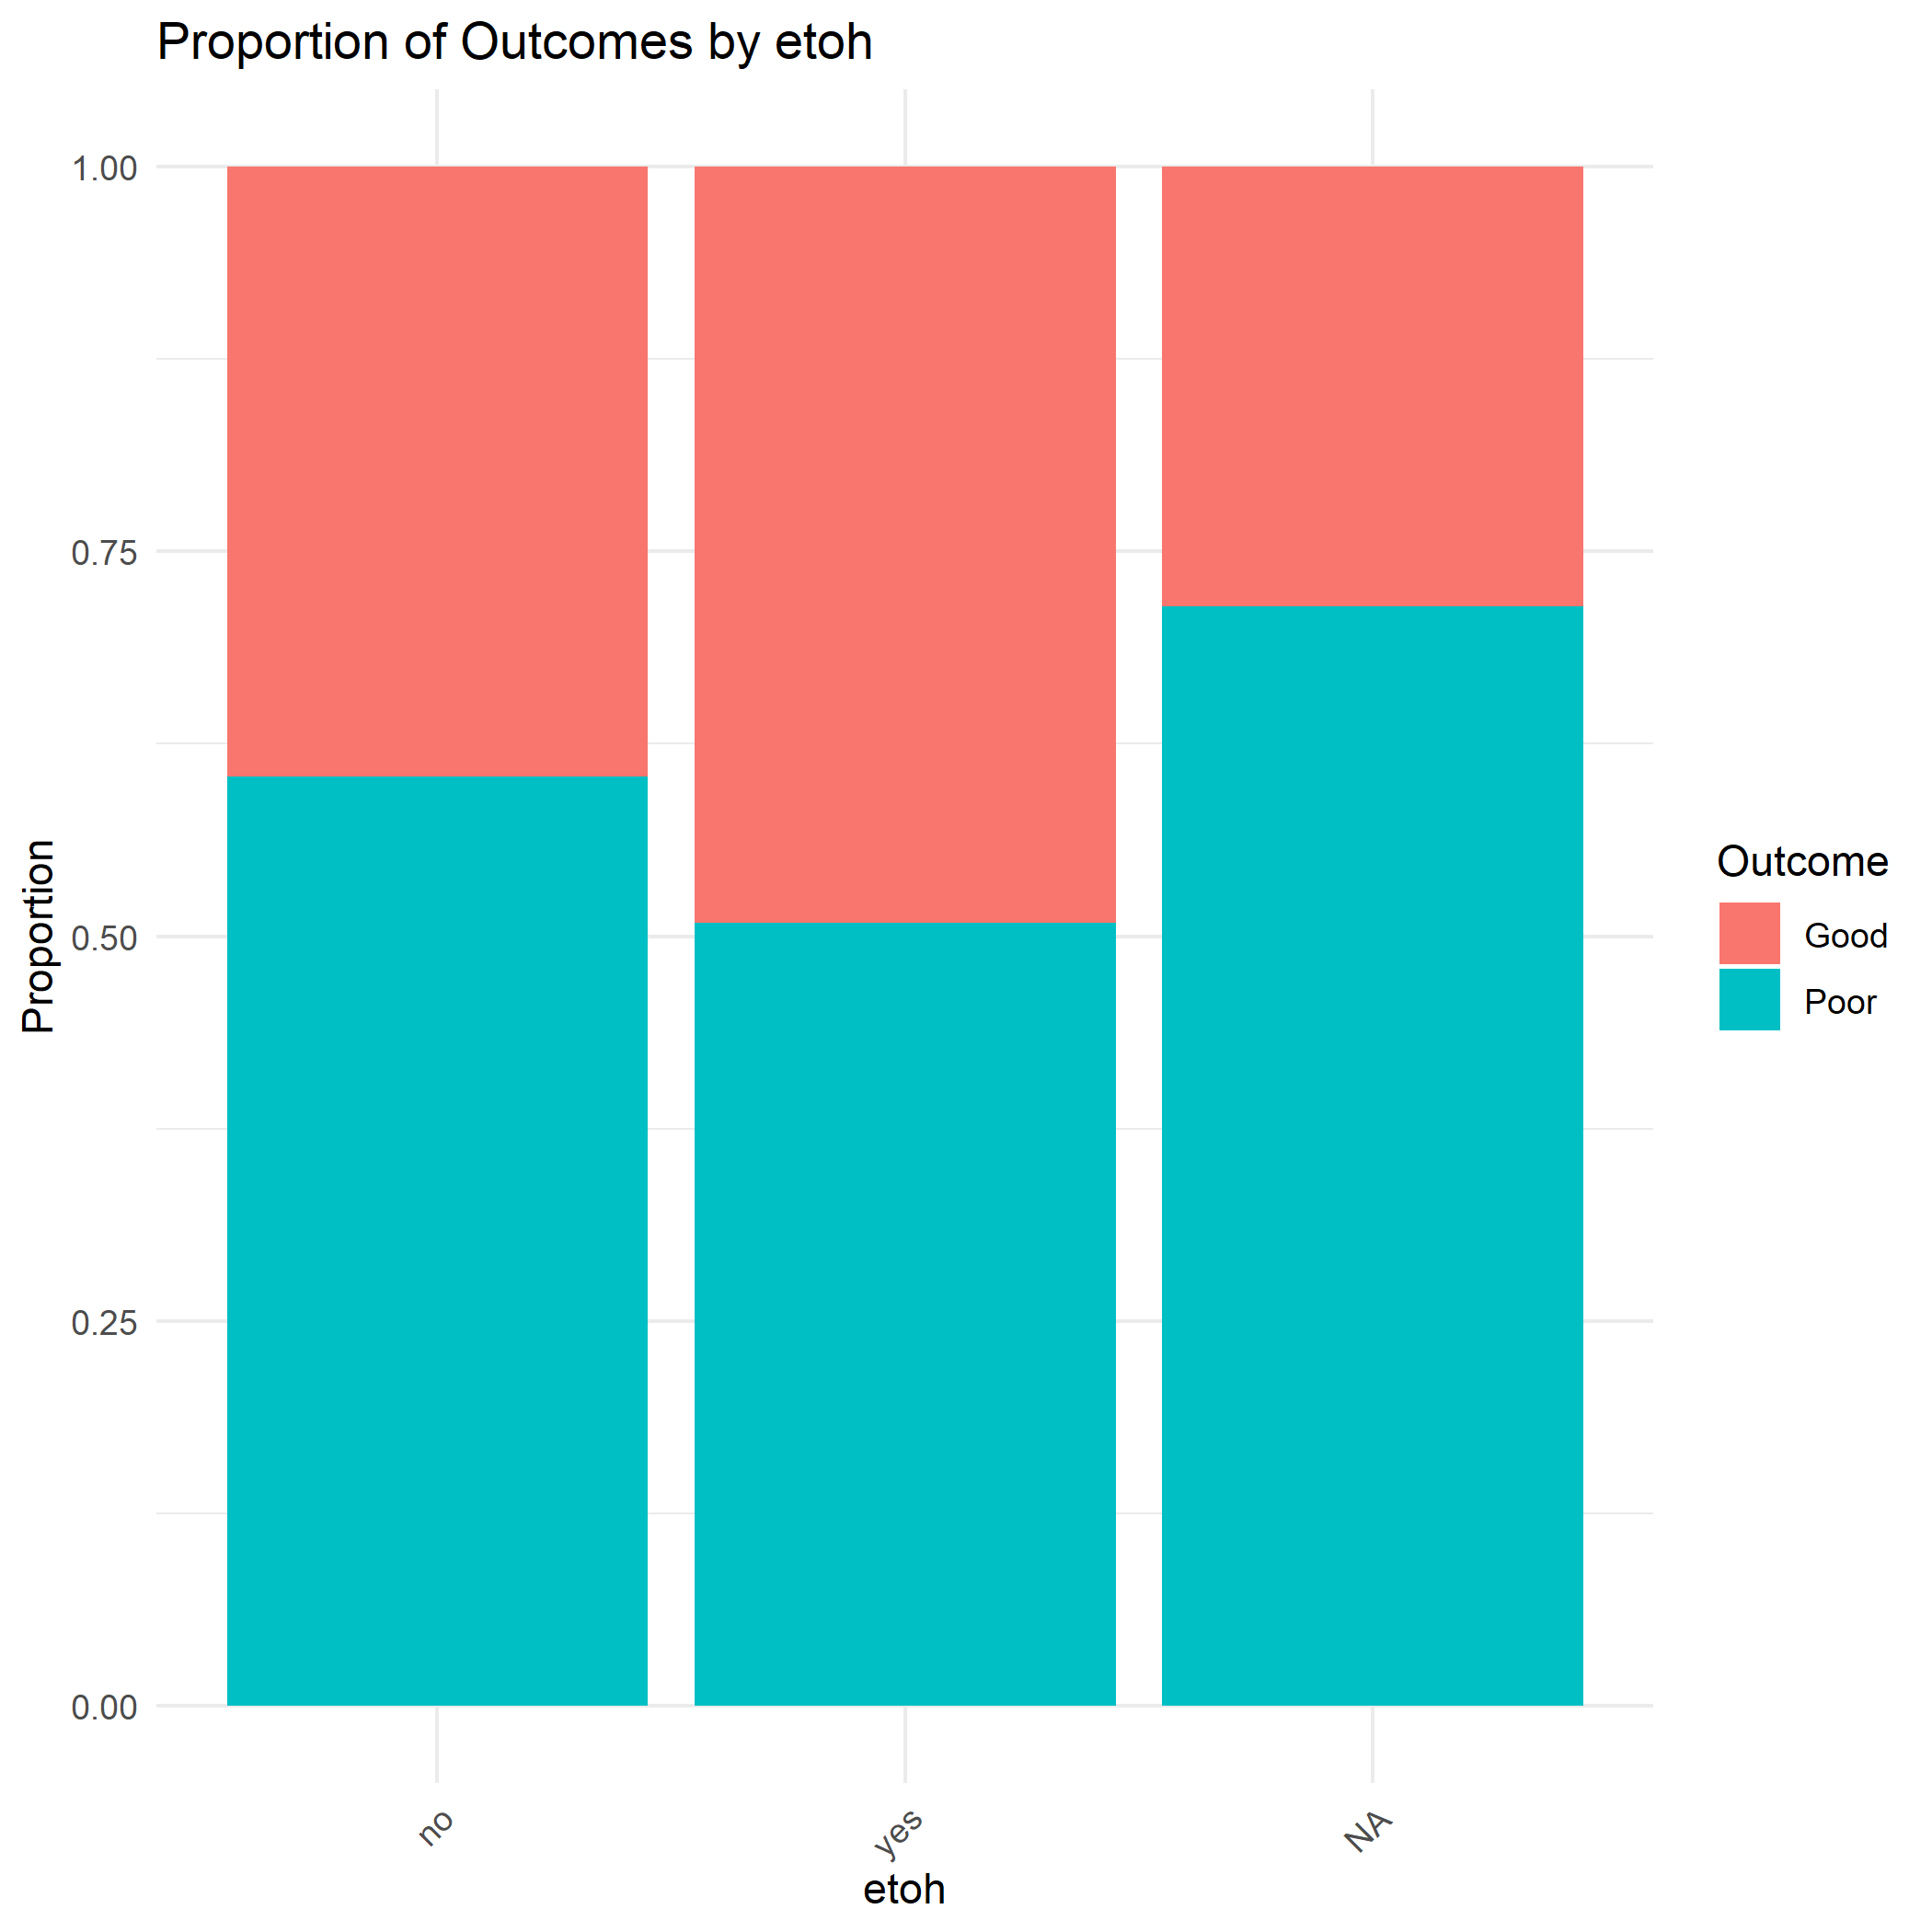 Proportion of Outcomes by etoh
1.00
0.75
0.50
0.25
0.00
Proportion
no
yes
NA
etoh
Outcome
Good
Poor